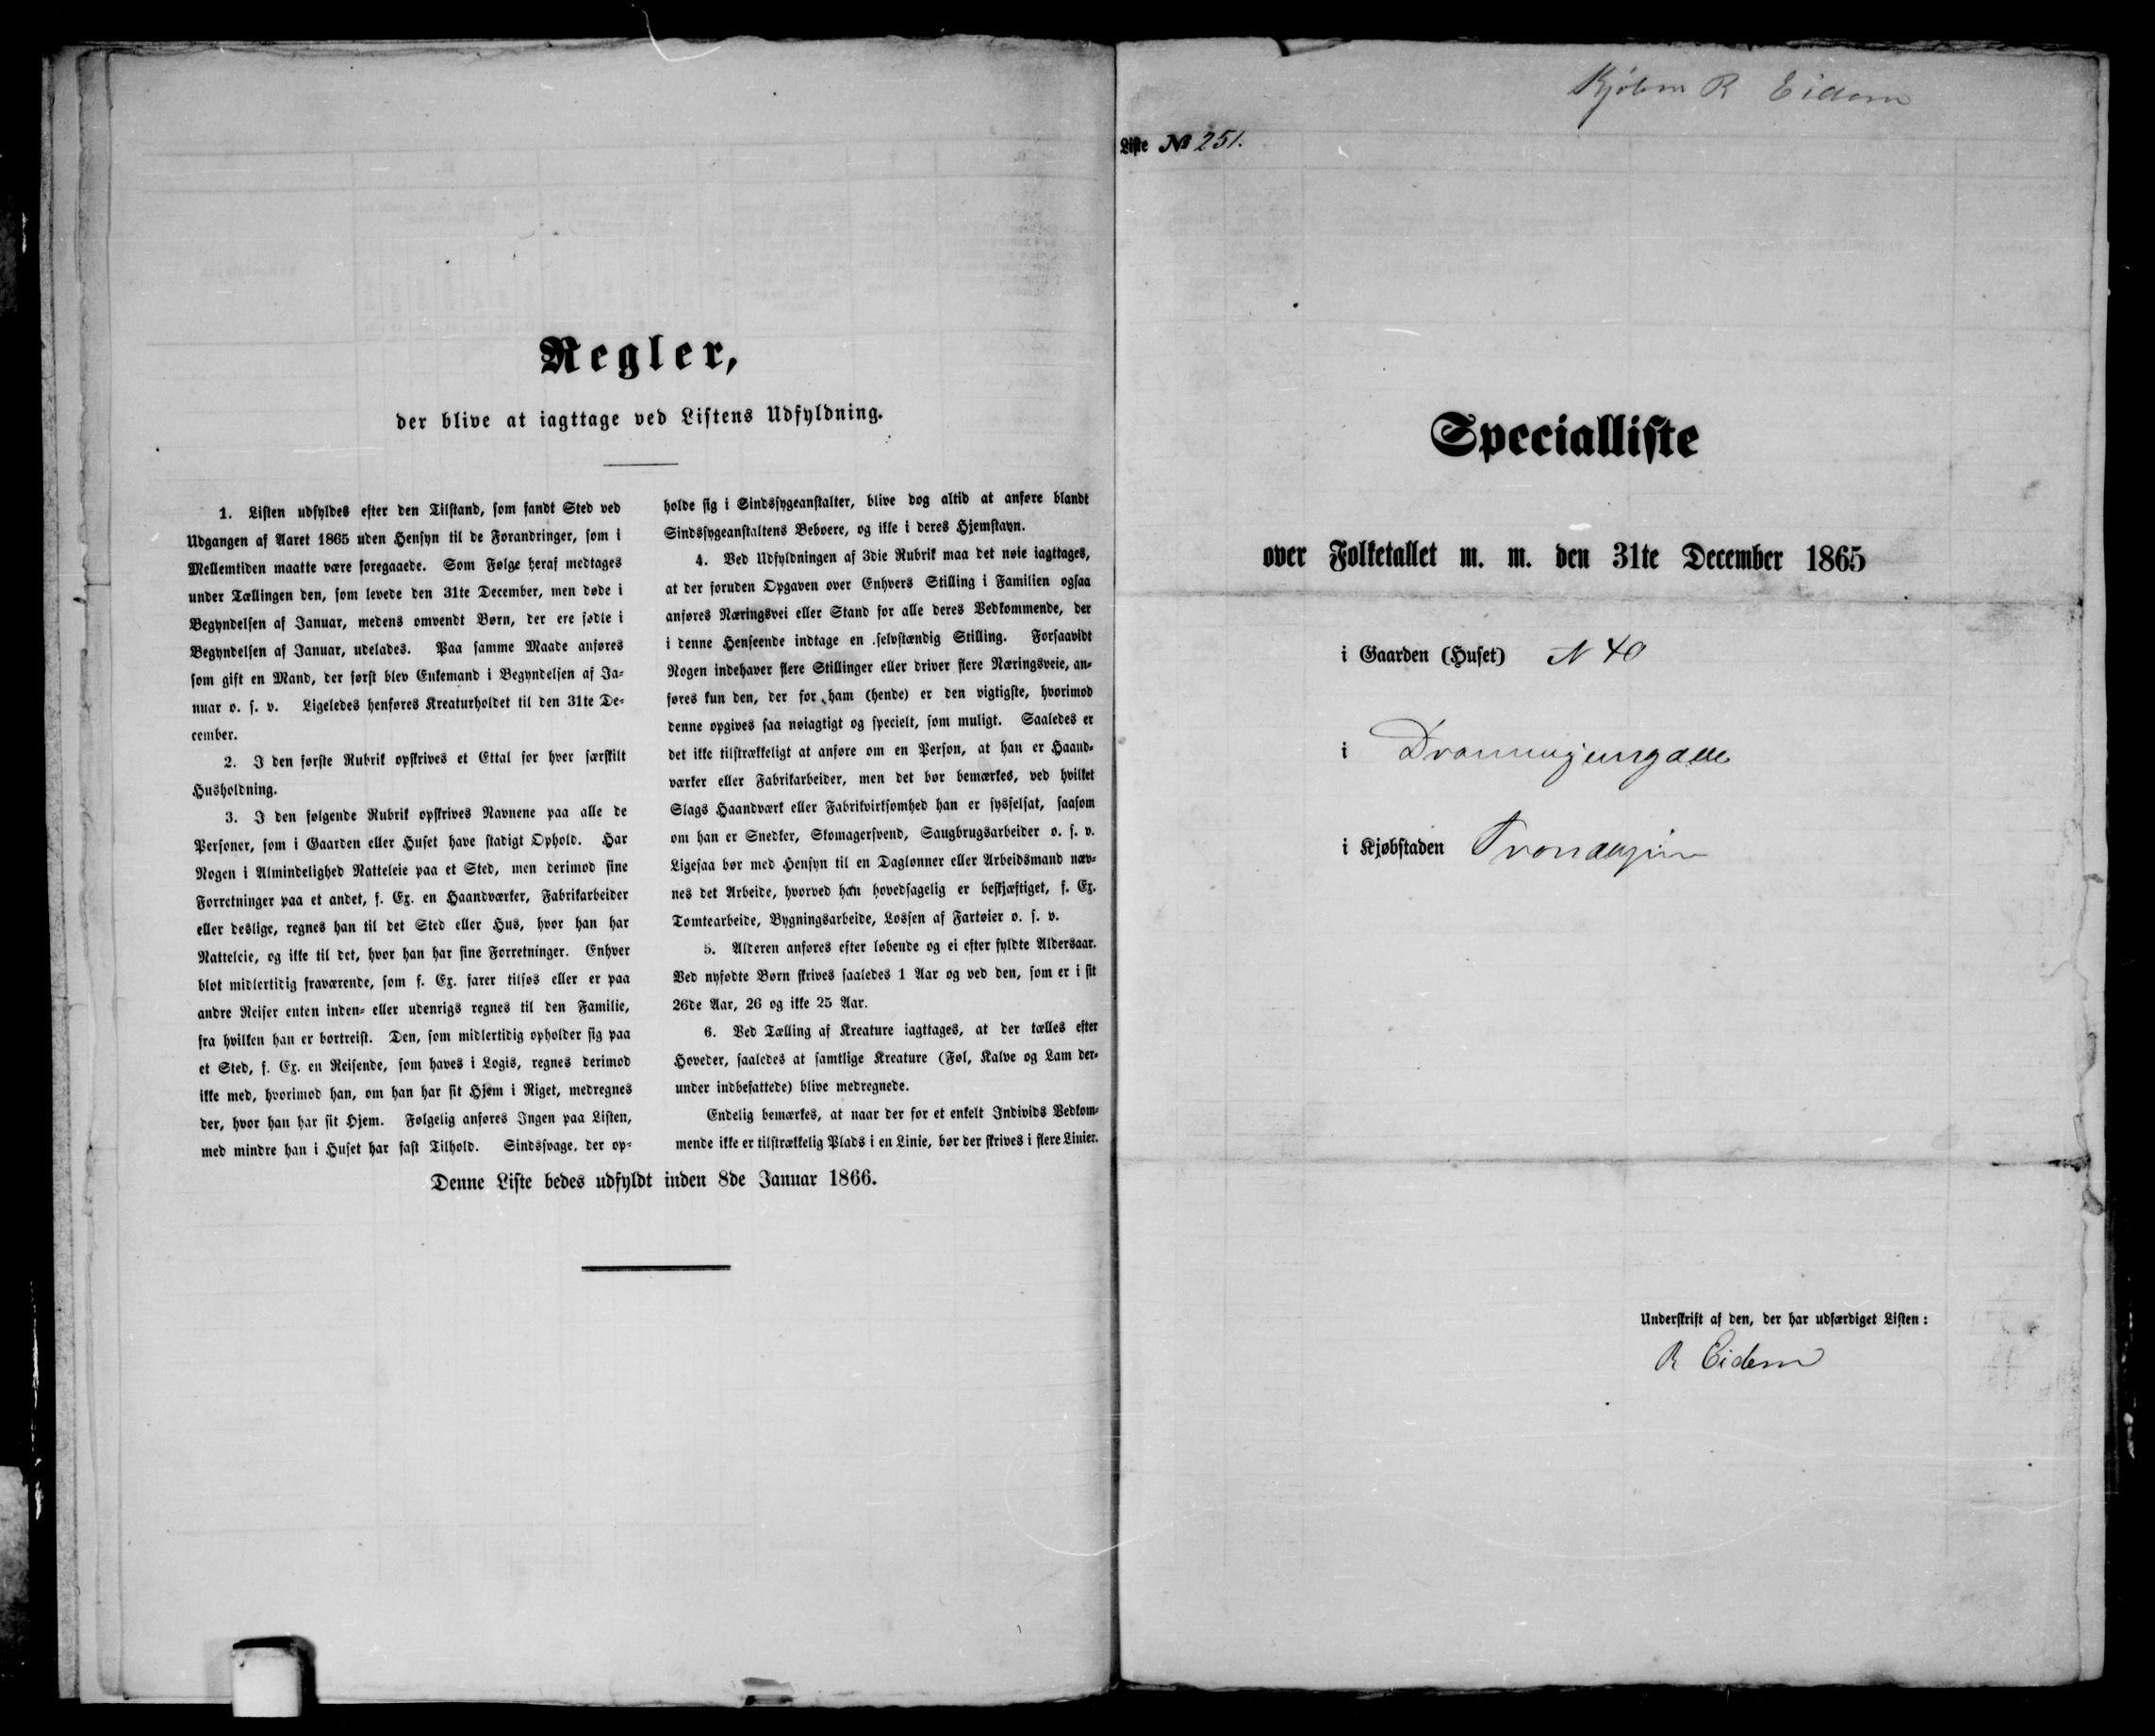 Regler,
der blive at iagttage ved Listens Udfyldning.
1. Listen udfyldes efter den Tilstand, som fandt Sted ved
Udgangen af Aaret 1865 uden Hensyn til de Forandringer, som i
Mellemtiden maatte være foregaaede. Som Følge heraf medtages
under Tællingen den, som levede den 31te December, men døde i
Begyndelsen af Januar, medens omvendt Børn, der ere fødte i
Begyndelsen af Januar, udelades. Paa samme Maade anføres
som gift en Mand, der først blev Enkemand i Begyndelsen af Ja-
nuar o. s. v. Ligeledes henføres Kreaturholdet til den 31te De-
cember.
2. I den første Rubrik opskrives et Ettal for hver særskilt
Husholdning.
3. I den følgende Rubrik opskrives Navnene paa alle de
Personer, som i Gaarden eller Huset have stadigt Ophold. Har
Nogen i Almindelighed Natteleie paa et Sted, men derimod sine
Forretninger paa et andet, f. Ex. en Haandværker, Fabrikarbeider
eller deslige, regnes han til det Sted eller Hus, hvor han har
Natteleie, og ikke til det, hvor han har sine Forretninger. Enhver
blot midlertidig fraværende, som f. Ex. farer tilsøs eller er paa
andre Reiser enten inden- eller udenrigs regnes til den Familie,
fra hvilken han er bortreist. Den, som midlertidig opholder sig paa
et Sted, f. Ex. en Reisende, som haves i Logis, regnes derimod
ikke med, hvorimod han, om han har sit Hjem i Riget, medregnes
der, hvor han har sit Hjem. Følgelig anføres Ingen paa Listen,
med mindre han i Huset har fast Tilhold. Sindssvage, der op-
holde sig i Sindssygeanstalter, blive dog altid at anføre blandt
Sindssygeanstaltens Beboere, og ikke i deres Hjemstavn.
4. Ved Udfyldningen af 3die Rubrik maa det nøie iagttages,
at der foruden Opgaven over Enhvers Stilling i Familien ogsaa
anføres Næringsvei eller Stand for alle deres Vedkommende, der
i denne Henseende indtage en selvstændig Stilling. Forsaavidt
Nogen indehaver flere Stillinger eller driver flere Næringsveie, an-
føres kun den, der for ham (hende) er den vigtigste, hvorimod
denne opgives saa nøiagtigt og specielt, som muligt. Saaledes er
det ikke tilstrækkeligt at anføre om en Person, at han er Haand-
værker eller Fabrikarbeider, men det bør bemærkes, ved hvilket
Slags Haandværk eller Fabrikvirksomhed han er sysselsat, saasom
om han er Snedker, Skomagersvend, Saugbrugsarbeider o. s. v.
Ligesaa bør med Hensyn til en Daglønner eller Arbeidsmand næv-
nes det Arbeide, hvorved han hovedsagelig er beskjæftiget, f. Ex.
Tomtearbeide, Bygningsarbeide, Lossen af Fartøier o. s. v.
5. Alderen anføres efter løbende og ei efter fyldte Aldersaar.
Ved nyfødte Børn skrives saaledes 1 Aar og ved den, som er i sit
26de Aar, 26 og ikke 25 Aar.
6. Ved Tælling af Kreature iagttages, at der tælles efter
Hoveder, saaledes at samtlige Kreature (Føl, Kalve og Lam der-
under indbefattede) blive medregnede.
Endelig bemærkes, at naar der for et enkelt Individs Vedkom-
mende ikke er tilstrækkelig Plads i en Linie, bør der skrives i flere Linier.
Denne Liste bedes udfyldt inden 8de Januar 1866.
Kjøbm R Eidem
Liste № 251.
Specialliste
over Folketallet m. m. den 31te December 1865
i Gaarden (Huset) N 40
i Dronningensgade
i Kjøbstaden Trondhjem
Underskrift af den, der har udfærdiget Listen:
R Eidem